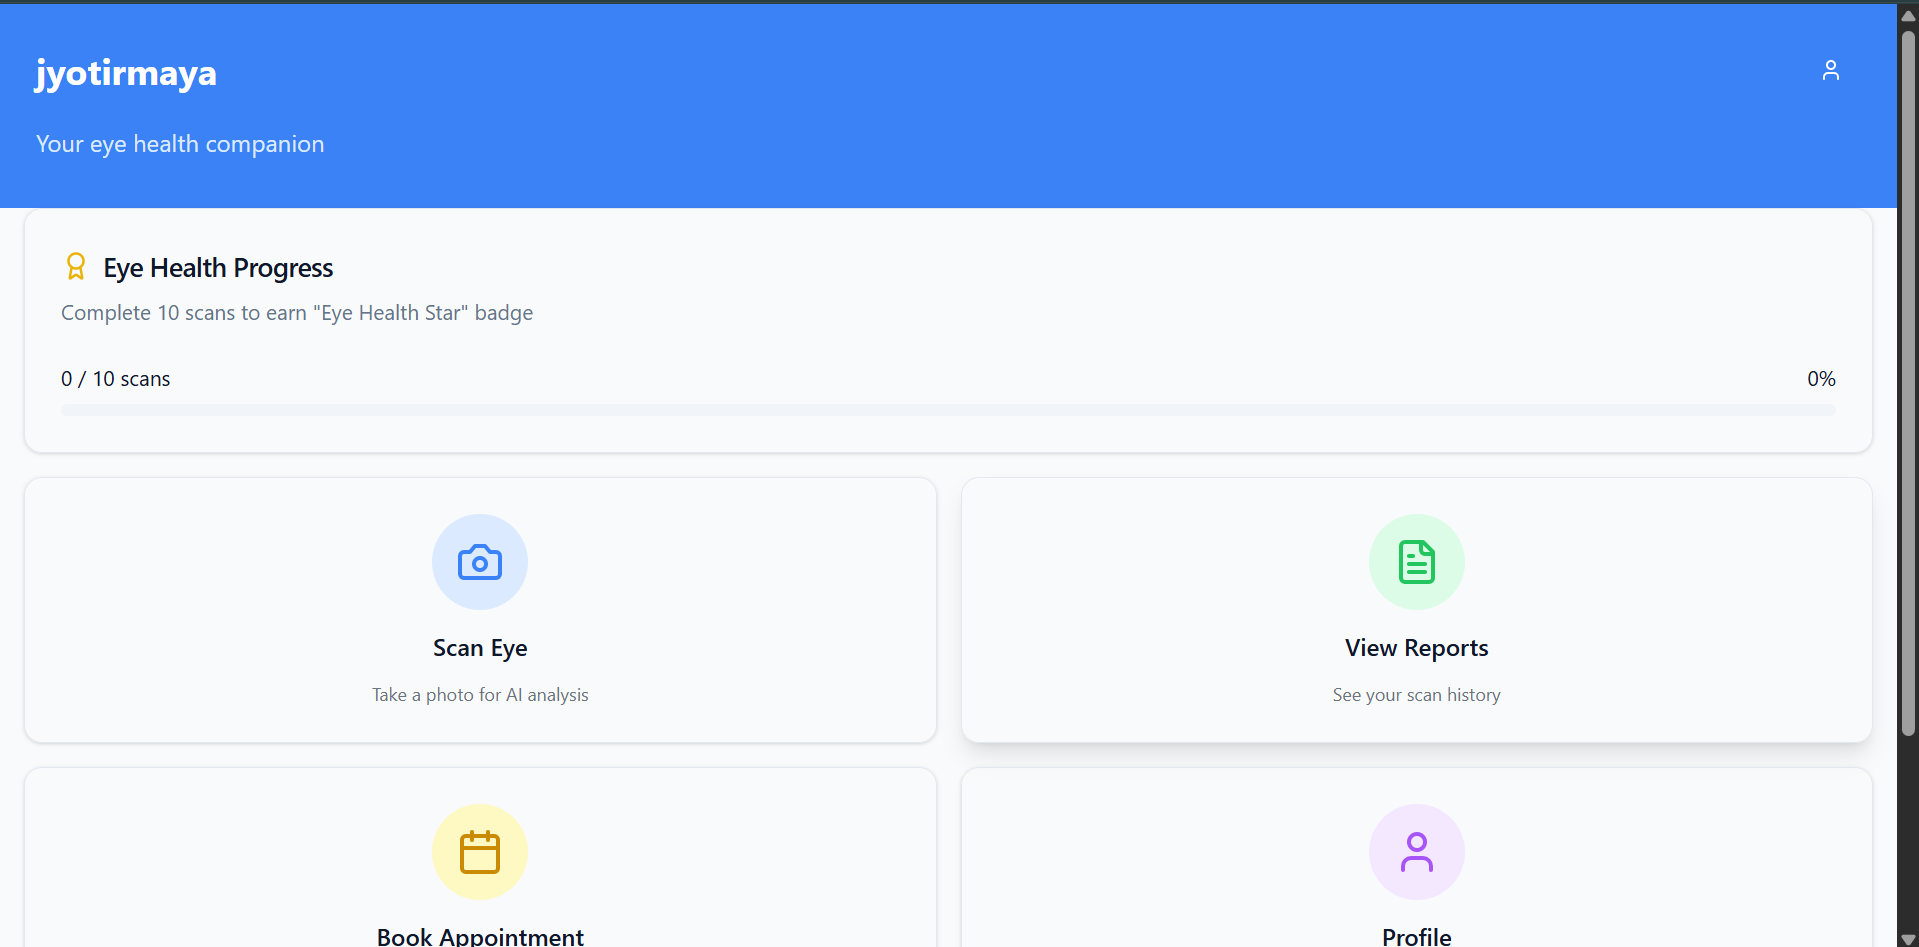 jyotirmaya
Your eye health companion
Eye Health Progress
Complete 10 scans to earn "Eye Health Star" badge
0 / 10 scans
0%
Scan Eye
Take a photo for AI analysis
View Reports
See your scan history
Book Appointment
Profile